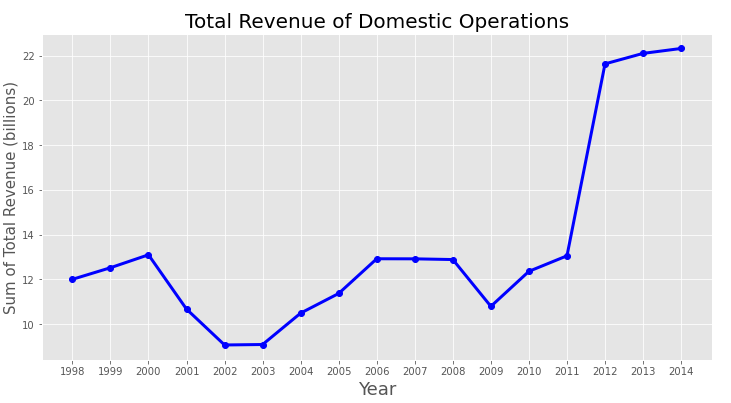 Total Revenue of Domestic Operations
Sum of Total Revenue (billions)
22
20
18
16
14
12
10
1998 1999 2000 2001 2002 2003 2004 2005 2006 2007 2008 2009 2010 2011 2012 2013 2014
Year